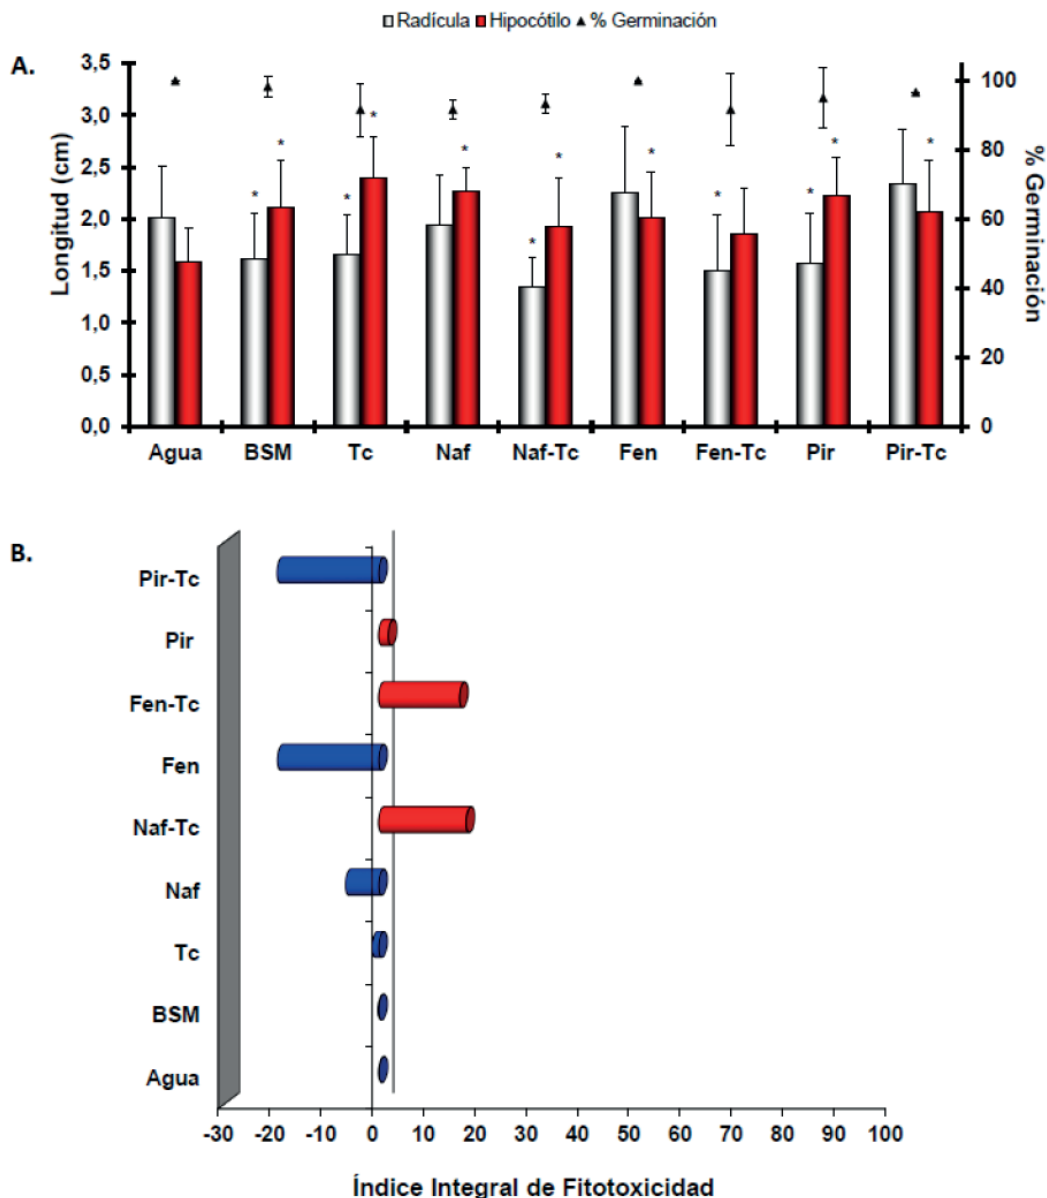 Radícula Hipocótilo % Germinación
A.
3,5
3,0
2,5
2,0
1,5
1,0
0,5
0,0
Longitud (cm)
100
80
60
40
20
0
% Germinación
* * * * * * * * * * * *
Agua BSM Tc Naf Naf-Tc Fen Fen-Tc Pir Pir-Tc
B.
Pir-Tc
Pir
Fen-Tc
Fen
Naf-Tc
Naf
Tc
BSM
Agua
-30 -20 -10 0 10 20 30 40 50 60 70 80 90 100
Índice Integral de Fitotoxicidad